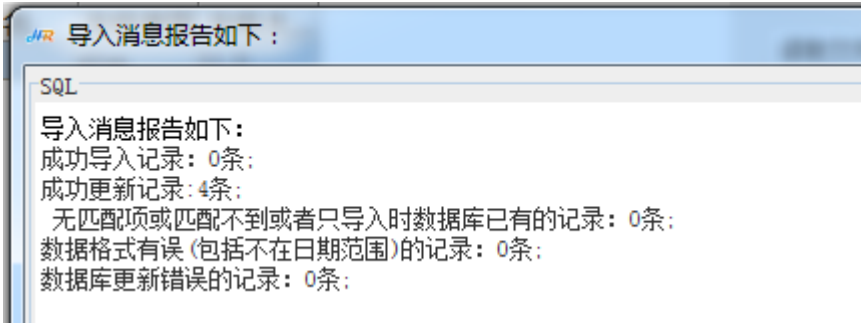 HR 导入消息报告如下：
SQL
导入消息报告如下：
成功导入记录：0条;
成功更新记录:4条;
无匹配项或匹配不到或者只导入时数据库已有的记录：0条;
数据格式有误(包括不在日期范围)的记录：0条;
数据库更新错误的记录：0条;